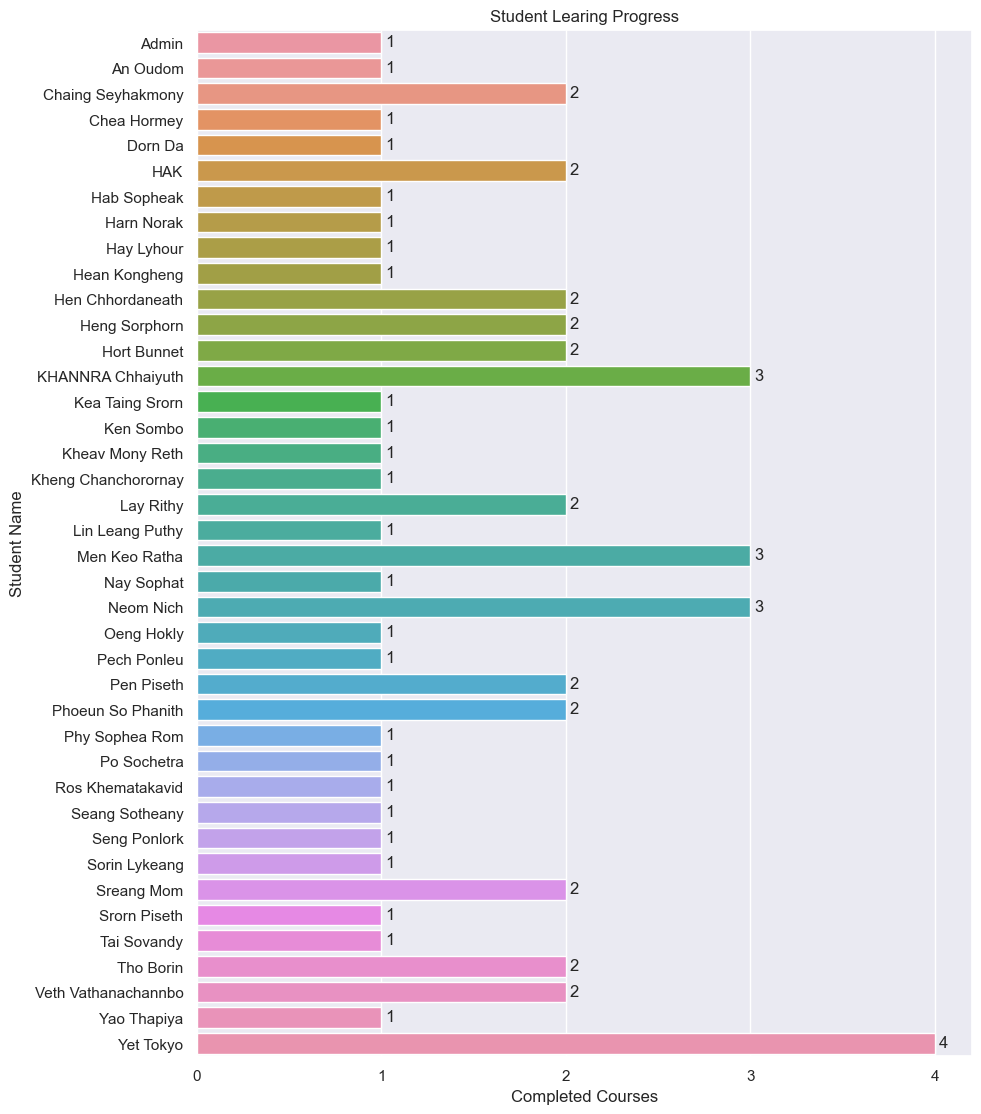 Student Learing Progress
Admin 1
An Oudom 1
Chaing Seyhakmony 2
Chea Hormey 1
Dorn Da 1
HAK 2
Hab Sopheak 1
Harn Norak 1
Hay Lyhour 1
Hean Kongheng 1
Hen Chhordaneath 2
Heng Sorphorn 2
Hort Bunnet 2
KHANNRA Chhaiyuth 3
Kea Taing Srorn 1
Ken Sombo 1
Kheav Mony Reth 1
Kheng Chanchorornay 1
Lay Rithy 2
Lin Leang Puthy 1
Men Keo Ratha 3
Nay Sophat 1
Neom Nich 3
Oeng Hokly 1
Pech Ponleu 1
Pen Piseth 2
Phoeun So Phanith 2
Phy Sophea Rom 1
Po Sochetra 1
Ros Khematakavid 1
Seang Sotheany 1
Seng Ponlork 1
Sorin Lykeang 1
Sreang Mom 2
Srorn Piseth 1
Tai Sovandy 1
Tho Borin 2
Veth Vathanachannbo 2
Yao Thapiya 1
Yet Tokyo 4
Student Name
0 1 2 3 4
Completed Courses